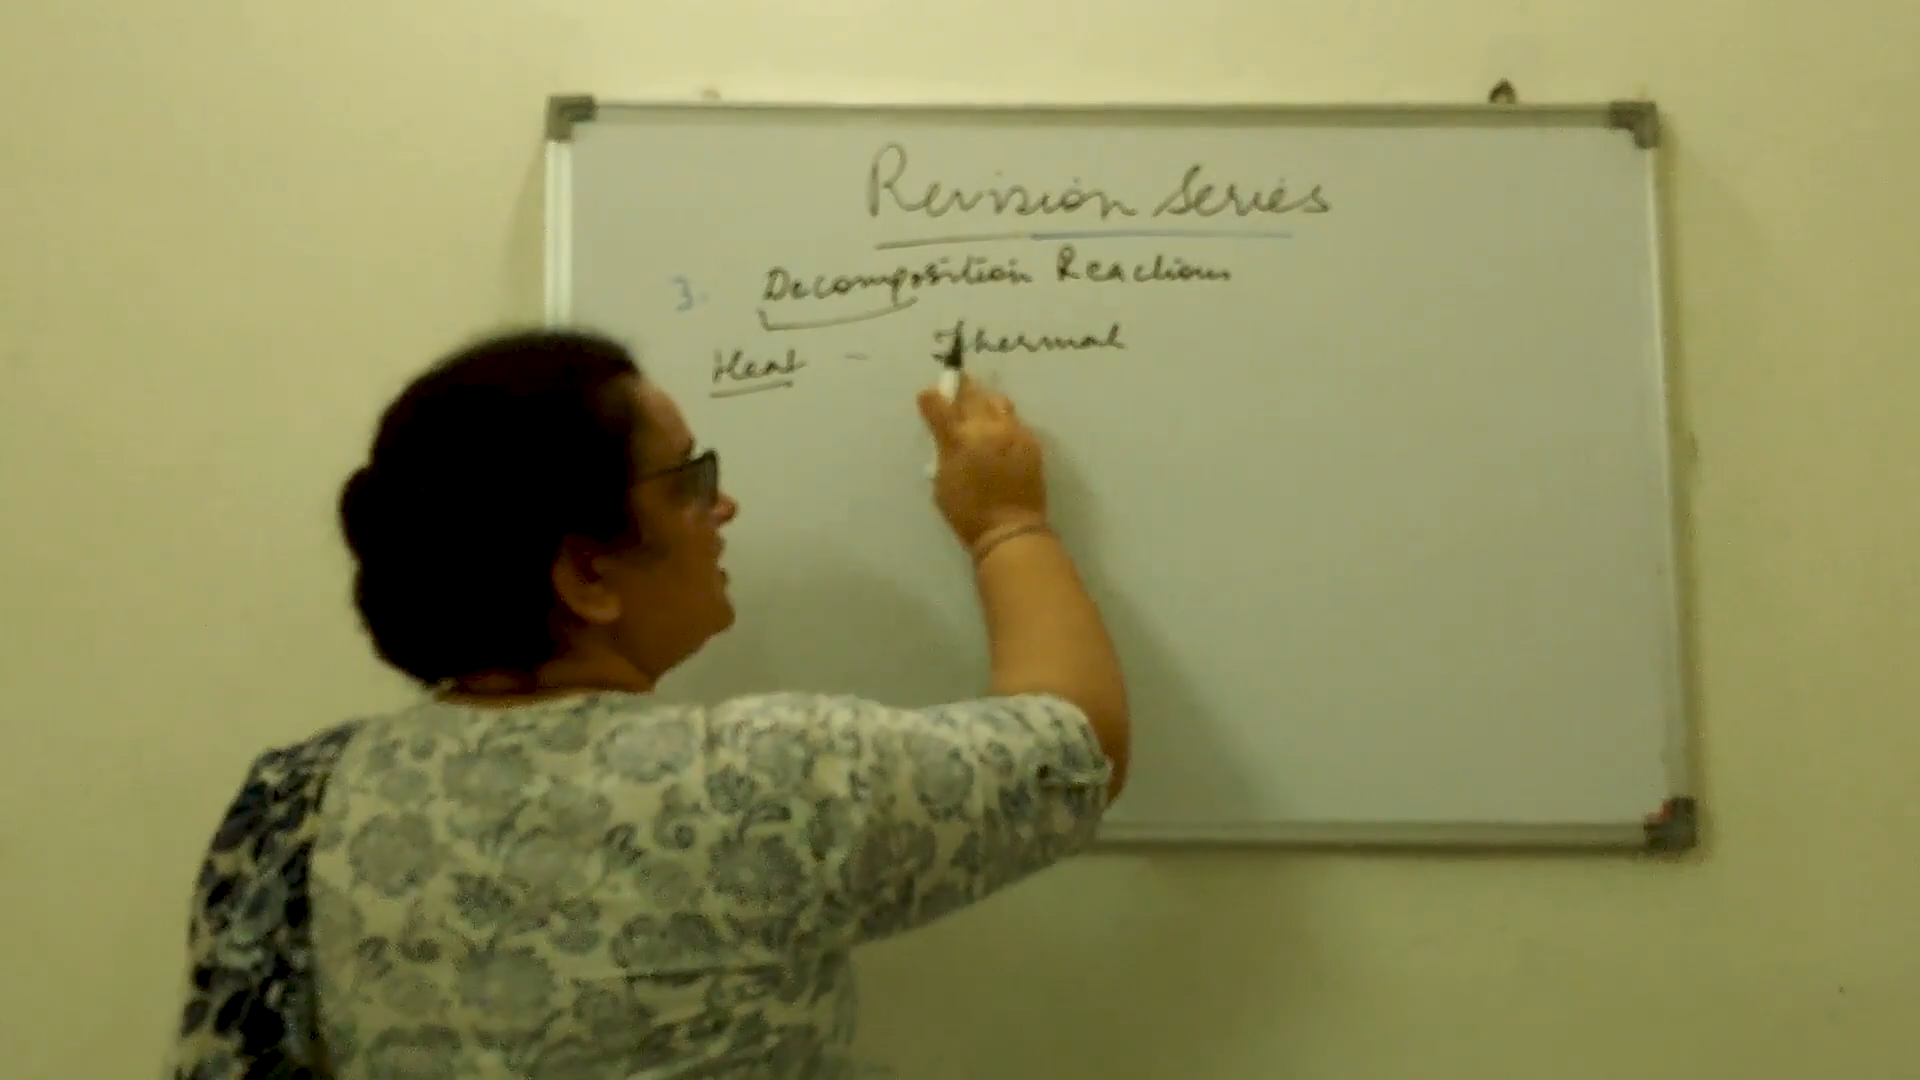 Revision Series
3. Decomposition Reactions
Heat - Thermal